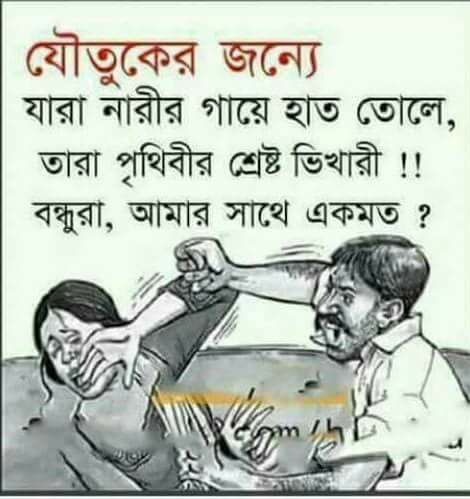 যৌতুকের জন্যে
যারা নারীর গায়ে হাত তোলে,
তারা পৃথিবীর শ্রেষ্ট ভিখারী !!
বন্ধুরা, আমার সাথে একমত ?